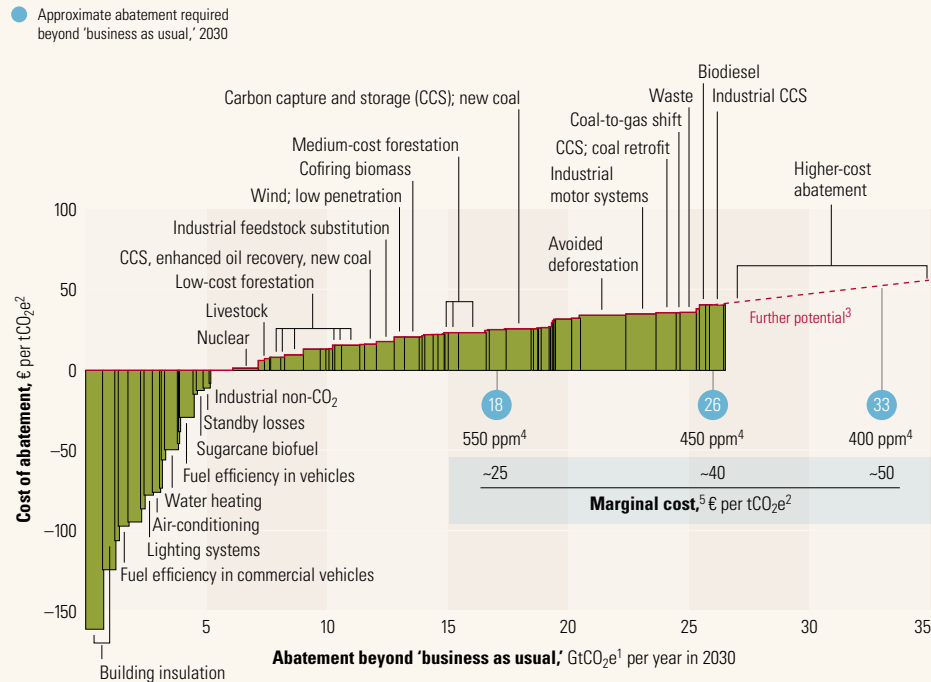 Approximate abatement required
beyond ‘business as usual,’ 2030
Biodiesel
Carbon capture and storage (CCS); new coal
Waste
Industrial CCS
Coal-to-gas shift
Medium-cost forestation
CCS; coal retrofit
Cofiring biomass
Industrial
motor systems
Higher-cost
abatement
Wind; low penetration
Industrial feedstock substitution
Avoided
deforestation
CCS, enhanced oil recovery, new coal
Low-cost forestation
Livestock
Nuclear
Further potential³
Cost of abatement, € per tCO₂e²
100
50
0
–50
–100
–150
Industrial non-CO₂
Standby losses
Sugarcane biofuel
Fuel efficiency in vehicles
Water heating
Air-conditioning
Lighting systems
Fuel efficiency in commercial vehicles
Building insulation
18
26
33
550 ppm⁴
450 ppm⁴
400 ppm⁴
~25
~40
~50
Marginal cost,⁵ € per tCO₂e²
5
10
15
20
25
30
35
Abatement beyond ‘business as usual,’ GtCO₂e¹ per year in 2030